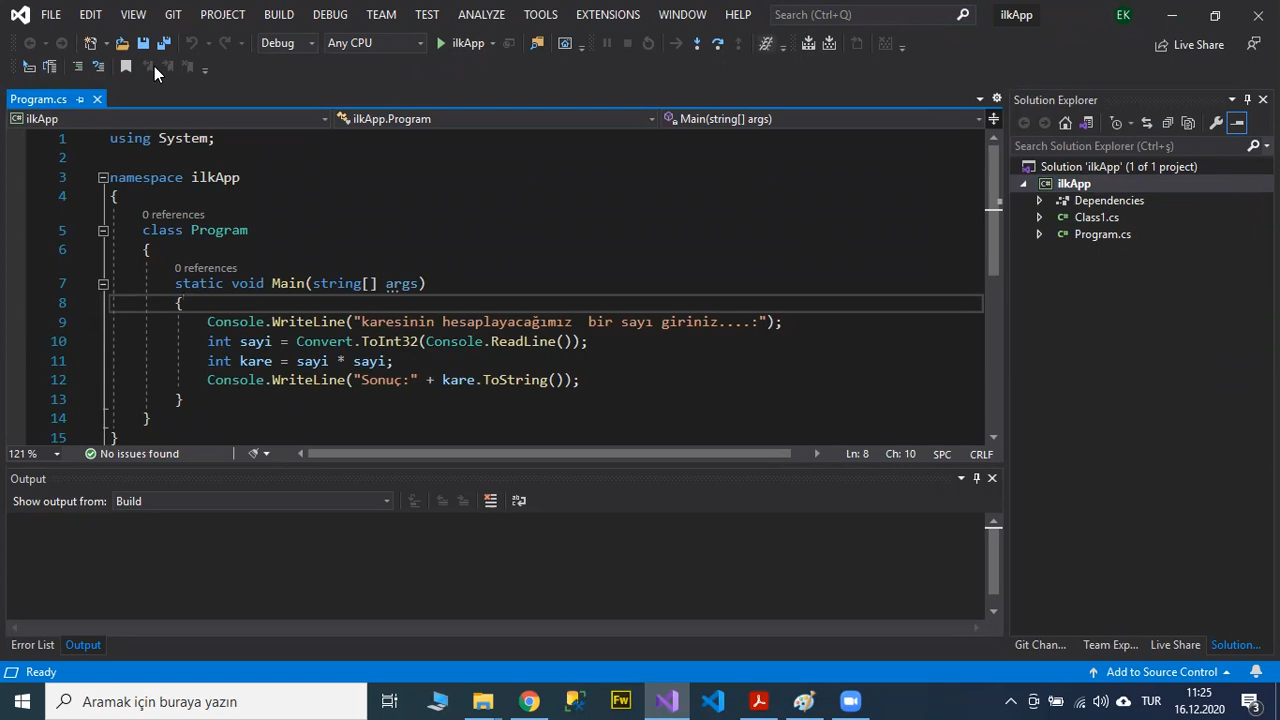 FILE EDIT VIEW GIT PROJECT BUILD DEBUG TEAM TEST ANALYZE TOOLS EXTENSIONS WINDOW HELP Search (Ctrl+Q) ilkApp EK
Debug Any CPU ilkApp Live Share
Program.cs
ilkApp ilkApp.Program Main(string[] args)
1 using System;
2
3 namespace ilkApp
4 {
0 references
5 class Program
6 {
0 references
7 static void Main(string[] args)
8 {
9 Console.WriteLine("karesinin hesaplayacağımız  bir sayı giriniz....:");
10 int sayi = Convert.ToInt32(Console.ReadLine());
11 int kare = sayi * sayi;
12 Console.WriteLine("Sonuç:" + kare.ToString());
13 }
14 }
15 }
121 % No issues found Ln: 8 Ch: 10 SPC CRLF
Output
Show output from: Build
Error List Output
Solution Explorer
Search Solution Explorer (Ctrl+ş)
Solution 'ilkApp' (1 of 1 project)
ilkApp
Dependencies
Class1.cs
Program.cs
Git Chan... Team Exp... Live Share Solution...
Ready Add to Source Control
Aramak için buraya yazın Fw TUR 11:25
16.12.2020 3